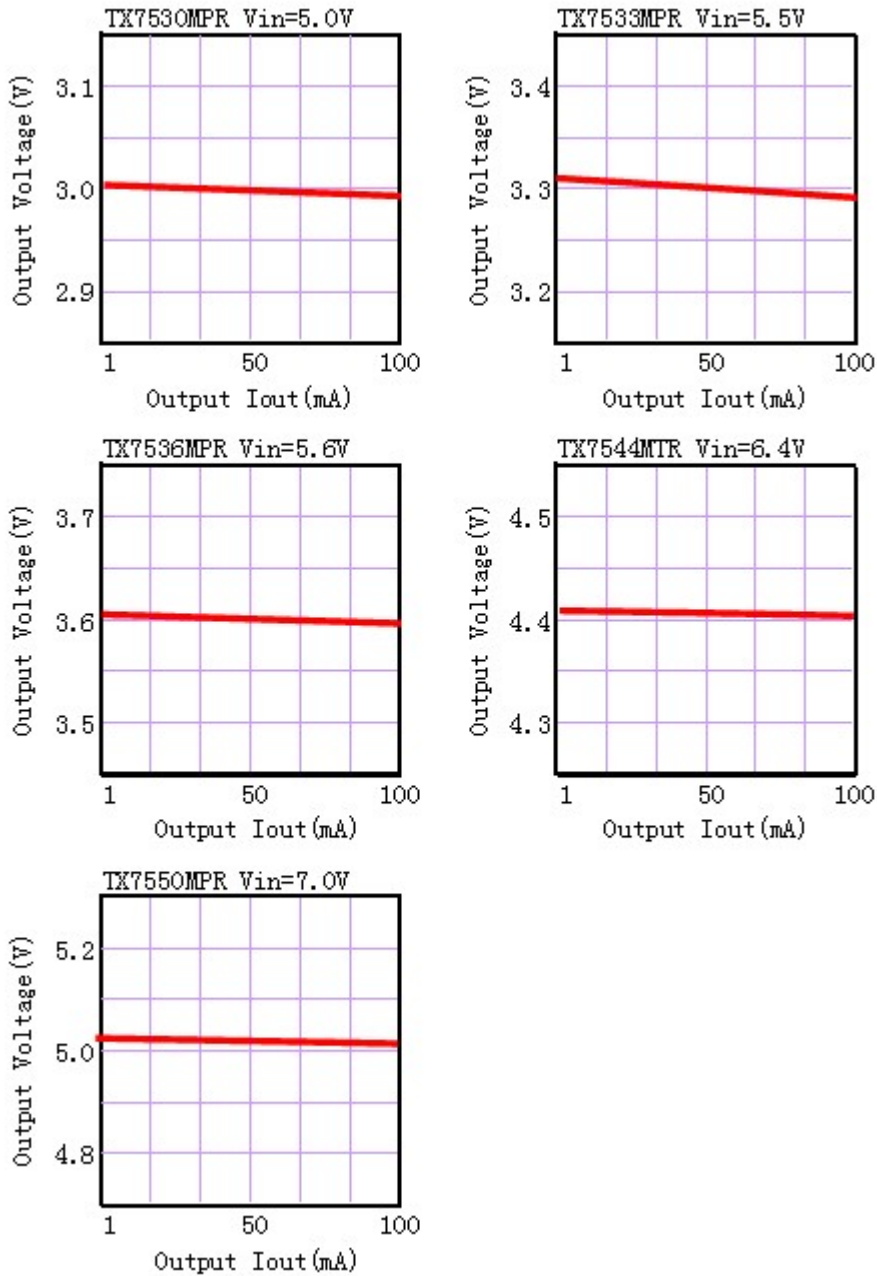 TX7530MPR Vin=5.0V
Output Voltage(V)
3.1
3.0
2.9
1 50 100
Output Iout(mA)
TX7533MPR Vin=5.5V
Output Voltage(V)
3.4
3.3
3.2
1 50 100
Output Iout(mA)
TX7536MPR Vin=5.6V
Output Voltage(V)
3.7
3.6
3.5
1 50 100
Output Iout(mA)
TX7544MTR Vin=6.4V
Output Voltage(V)
4.5
4.4
4.3
1 50 100
Output Iout(mA)
TX7550MPR Vin=7.0V
Output Voltage(V)
5.2
5.0
4.8
1 50 100
Output Iout(mA)